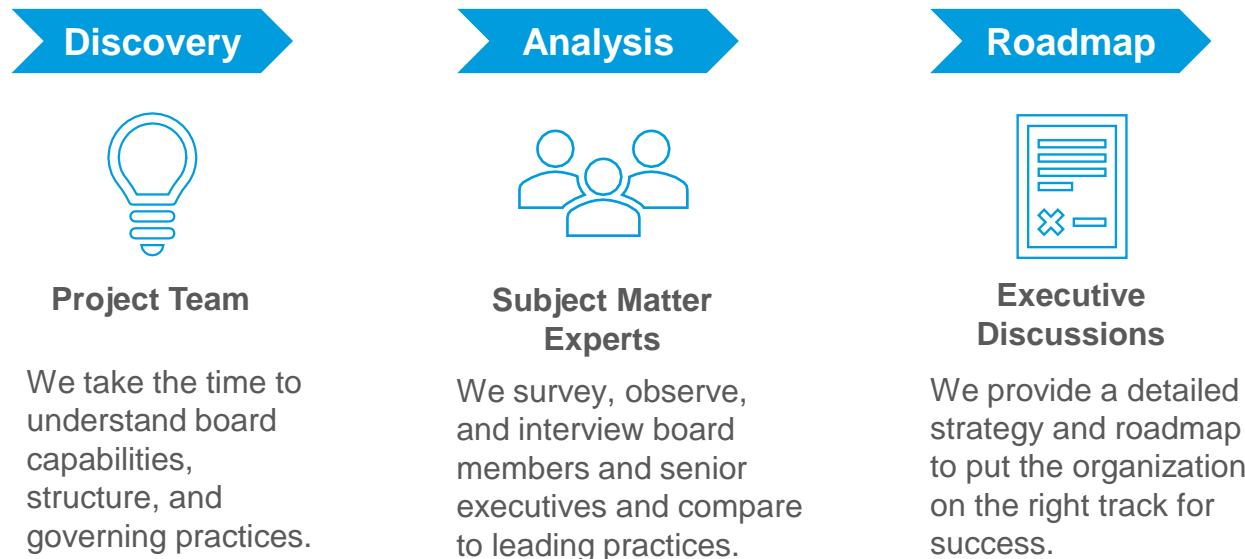 Discovery
Project Team
We take the time to
understand board
capabilities,
structure, and
governing practices.
Analysis
Subject Matter
Experts
We survey, observe,
and interview board
members and senior
executives and compare
to leading practices.
Roadmap
Executive
Discussions
We provide a detailed
strategy and roadmap
to put the organization
on the right track for
success.